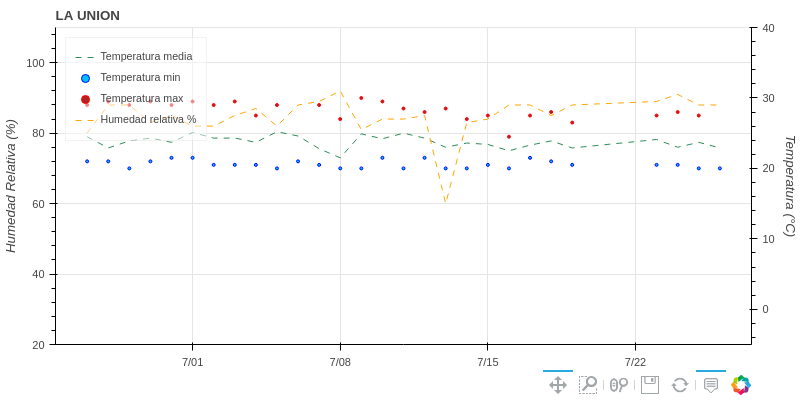 LA UNION
Temperatura media
Temperatura min
Temperatura max
Humedad relativa %
Humedad Relativa (%)
100
80
60
40
20
40
30
20
10
0
Temperatura (°C)
7/01
7/08
7/15
7/22